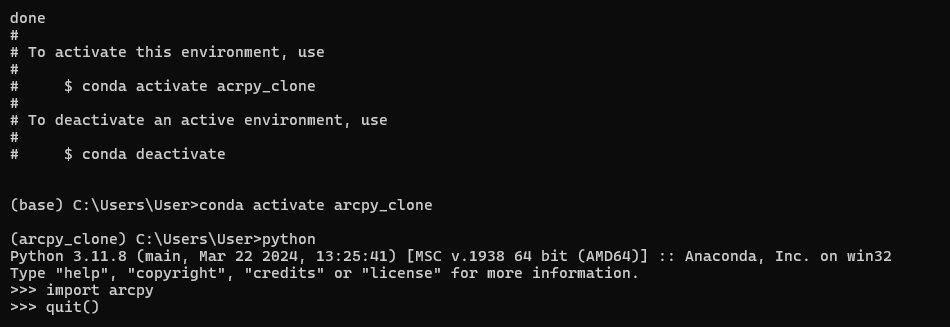 done
#
# To activate this environment, use
#
#     $ conda activate acrpy_clone
#
# To deactivate an active environment, use
#
#     $ conda deactivate
(base) C:\Users\User>conda activate arcpy_clone
(arcpy_clone) C:\Users\User>python
Python 3.11.8 (main, Mar 22 2024, 13:25:41) [MSC v.1938 64 bit (AMD64)] :: Anaconda, Inc. on win32
Type "help", "copyright", "credits" or "license" for more information.
>>> import arcpy
>>> quit()